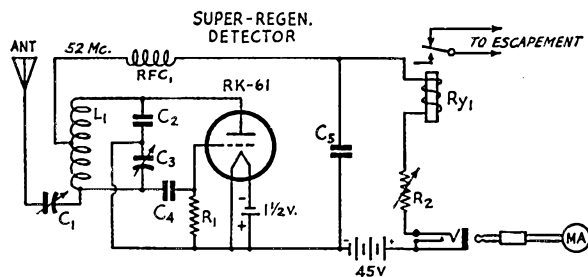 SUPER-REGEN.
DETECTOR
ANT
52 Mc.
RFC1
RK-61
TO ESCAPEMENT
L1
C2
C3
C5
Ry1
C1
C4
R1
- 1½ V.
+
R2
- +
45V
MA